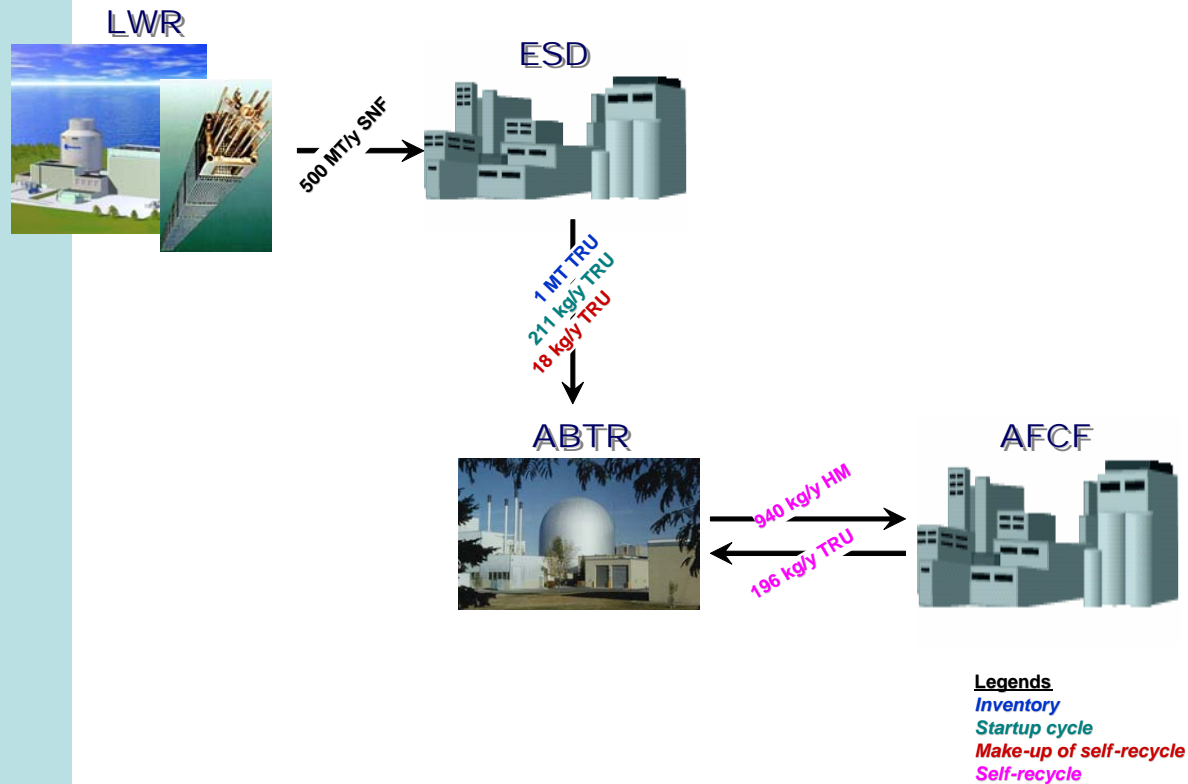 LWR
ESD
500 MT/y SNF
1 MT TRU
211 kg/y TRU
18 kg/y TRU
ABTR
AFCF
940 kg/y HM
196 kg/y TRU
Legends
Inventory
Startup cycle
Make-up of self-recycle
Self-recycle